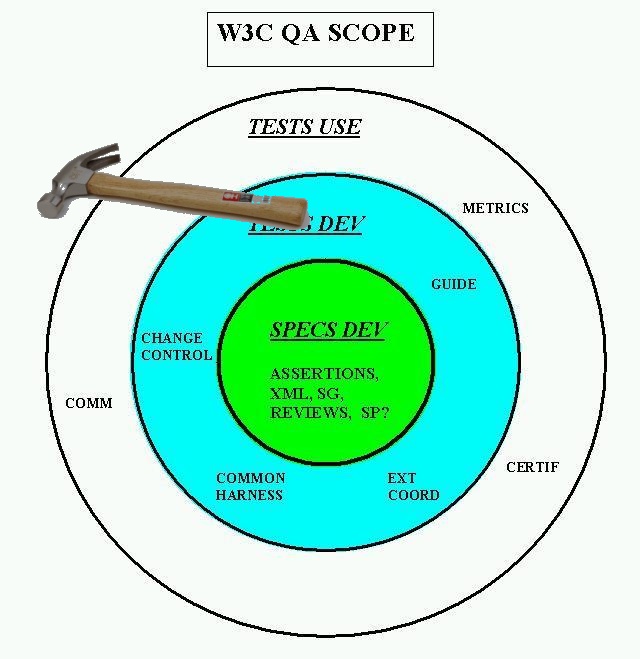 W3C QA SCOPE
TESTS USE
METRICS
TESTS DEV
GUIDE
CHANGE
CONTROL
SPECS DEV
ASSERTIONS,
XML, SG,
REVIEWS, SP?
COMM
COMMON
HARNESS
EXT
COORD
CERTIF